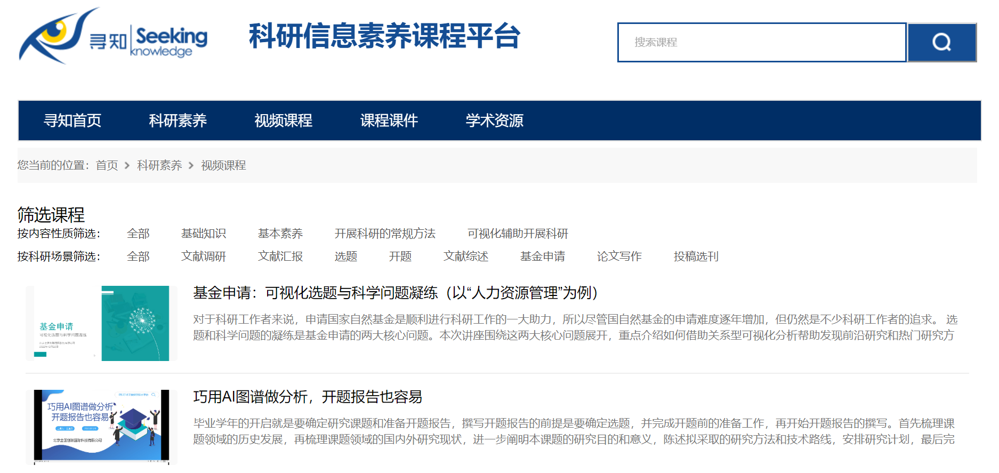 寻知 Seeking knowledge
科研信息素养课程平台
搜索课程
寻知首页 科研素养 视频课程 课程课件 学术资源
您当前的位置：首页 > 科研素养 > 视频课程
筛选课程
按内容性质筛选： 全部 基础知识 基本素养 开展科研的常规方法 可视化辅助开展科研
按科研场景筛选： 全部 文献调研 文献汇报 选题 开题 文献综述 基金申请 论文写作 投稿选刊
基金申请
可视化选题与科学问题凝练
基金申请：可视化选题与科学问题凝练（以“人力资源管理”为例）
对于科研工作者来说，申请国家自然基金是顺利进行科研工作的一大助力，所以尽管国自然基金的申请难度逐年增加，但仍然是不少科研工作者的追求。 选
题和科学问题的凝练是基金申请的两大核心问题。本次讲座围绕这两大核心问题展开，重点介绍如何借助关系型可视化分析帮助发现前沿研究和热门研究方
巧用AI图谱做分析
开题报告也容易
巧用AI图谱做分析，开题报告也容易
毕业学年的开启就是要确定研究课题和准备开题报告，撰写开题报告的前提是要确定选题，并完成开题前的准备工作，再开始开题报告的撰写。首先梳理课
题领域的历史发展，再梳理课题领域的国内外研究现状，进一步阐明本课题的研究目的和意义，陈述拟采取的研究方法和技术路线，安排研究计划，最后完